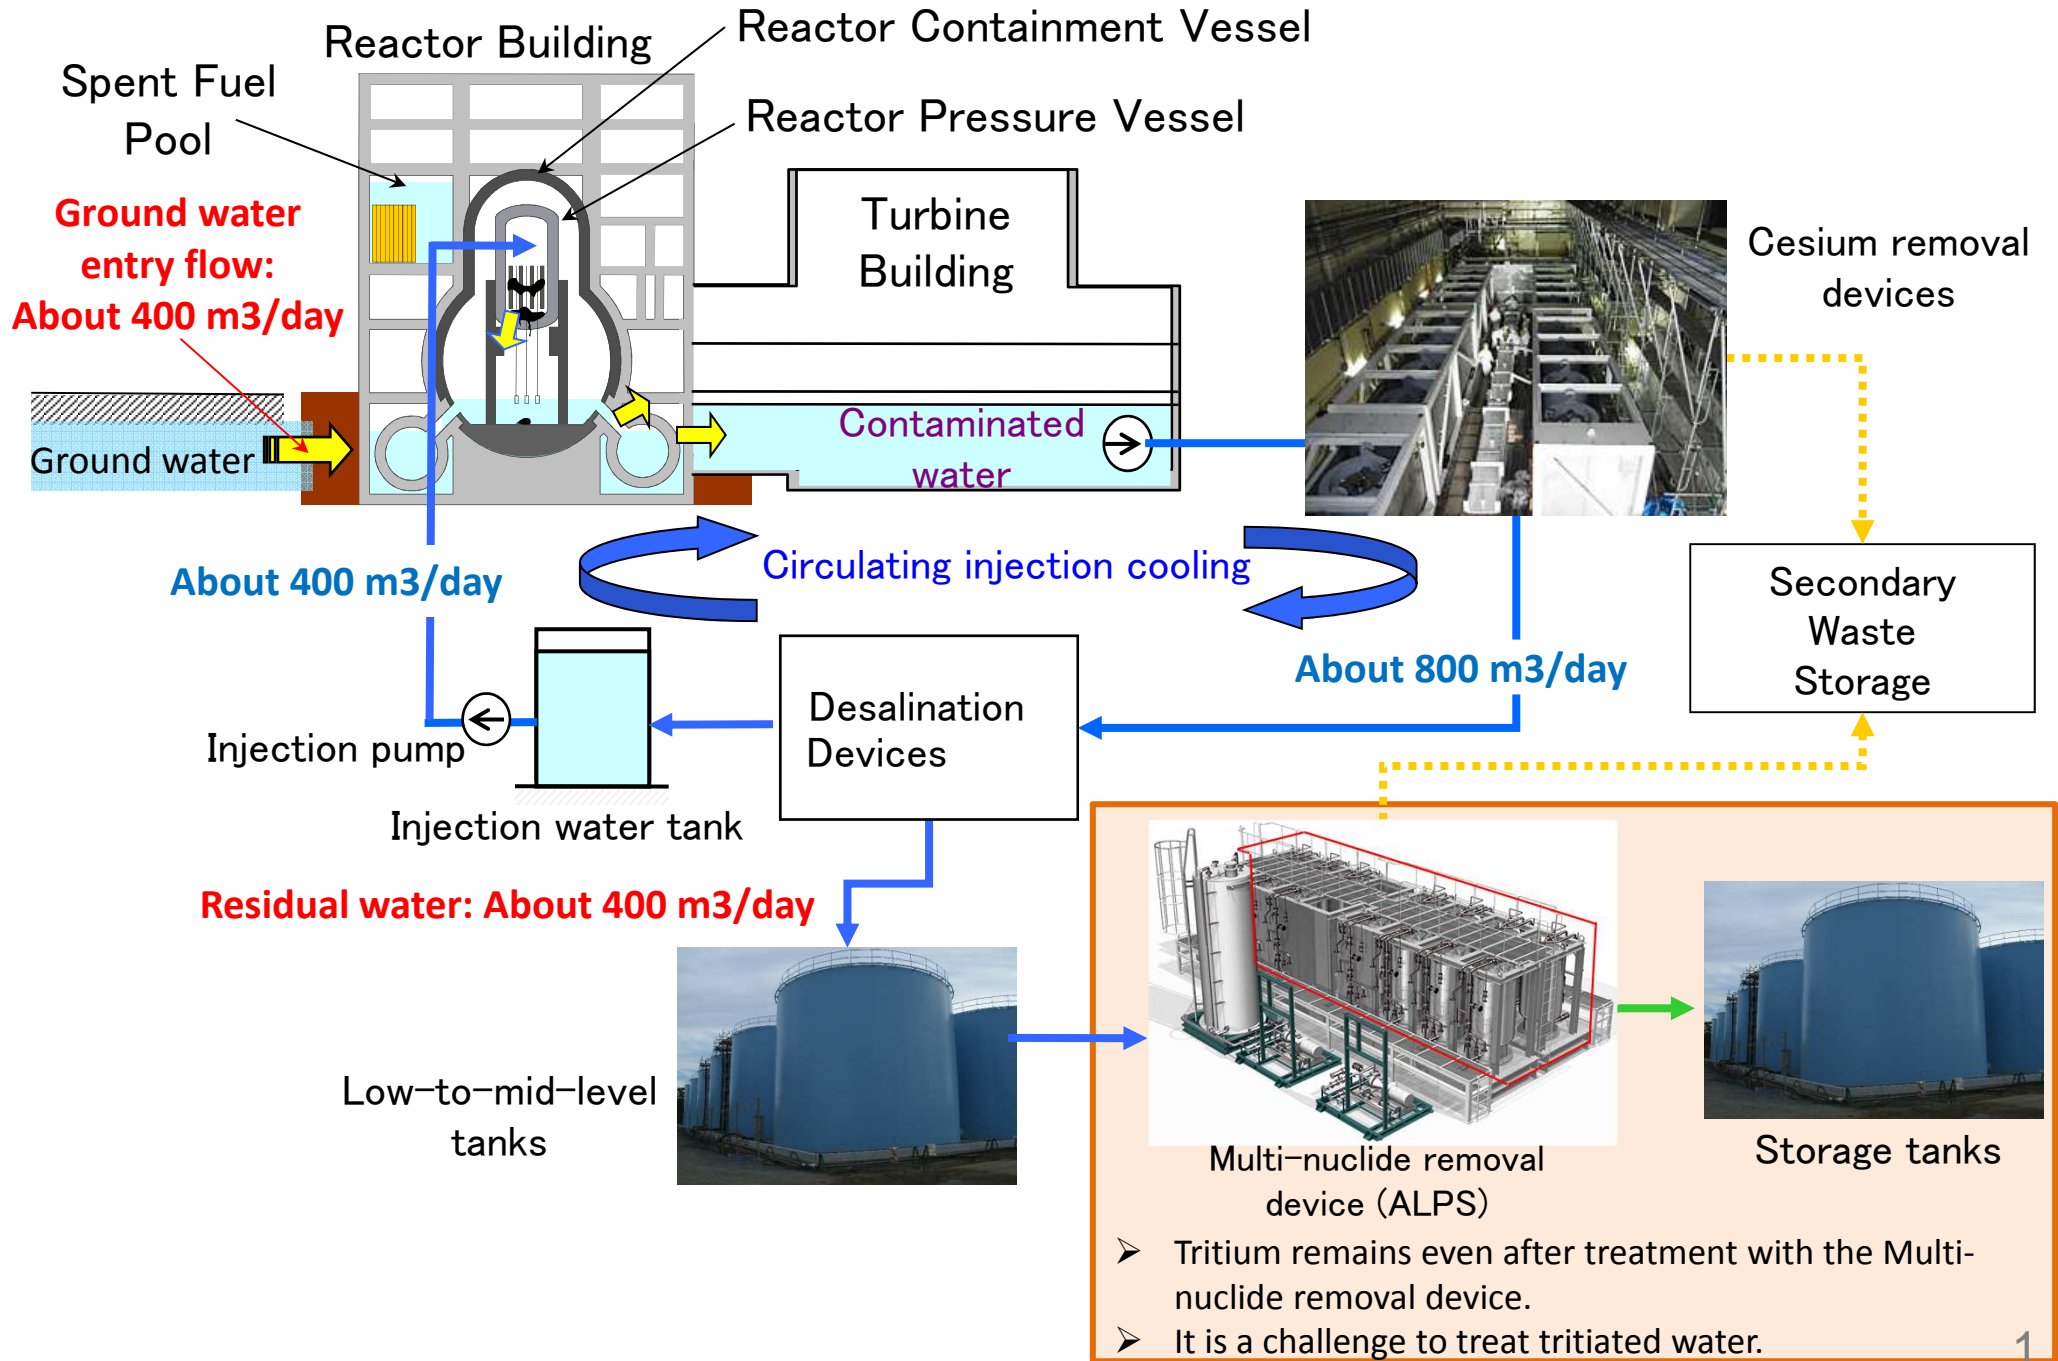 Reactor Building
Reactor Containment Vessel
Spent Fuel
Pool
Reactor Pressure Vessel
Ground water
entry flow:
About 400 m3/day
Turbine
Building
Cesium removal
devices
Ground water
Contaminated
water
About 400 m3/day
Circulating injection cooling
Secondary
Waste
Storage
About 800 m3/day
Desalination
Devices
Injection pump
Injection water tank
Residual water: About 400 m3/day
Low-to-mid-level
tanks
Multi-nuclide removal
device (ALPS)
Storage tanks
➢ Tritium remains even after treatment with the Multi-
nuclide removal device.
➢ It is a challenge to treat tritiated water.
1